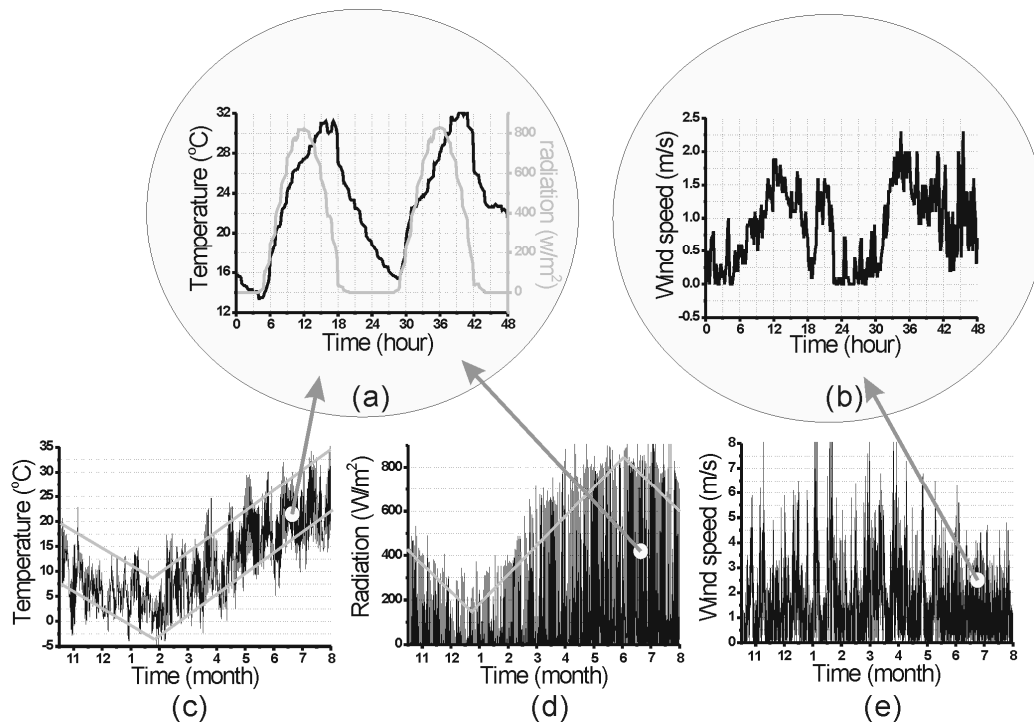 32
28
24
20
16
12
Temperature (°C)
800
600
400
200
0
radiation (w/m²)
0 6 12 18 24 30 36 42 48
Time (hour)
(a)
2.5
2.0
1.5
1.0
0.5
0.0
-0.5
Wind speed (m/s)
0 6 12 18 24 30 36 42 48
Time (hour)
(b)
35
30
25
20
15
10
5
0
-5
Temperature (°C)
11 12 1 2 3 4 5 6 7 8
Time (month)
(c)
800
600
400
200
0
Radiation (W/m²)
11 12 1 2 3 4 5 6 7 8
Time (month)
(d)
8
7
6
5
4
3
2
1
0
Wind speed (m/s)
11 12 1 2 3 4 5 6 7 8
Time (month)
(e)